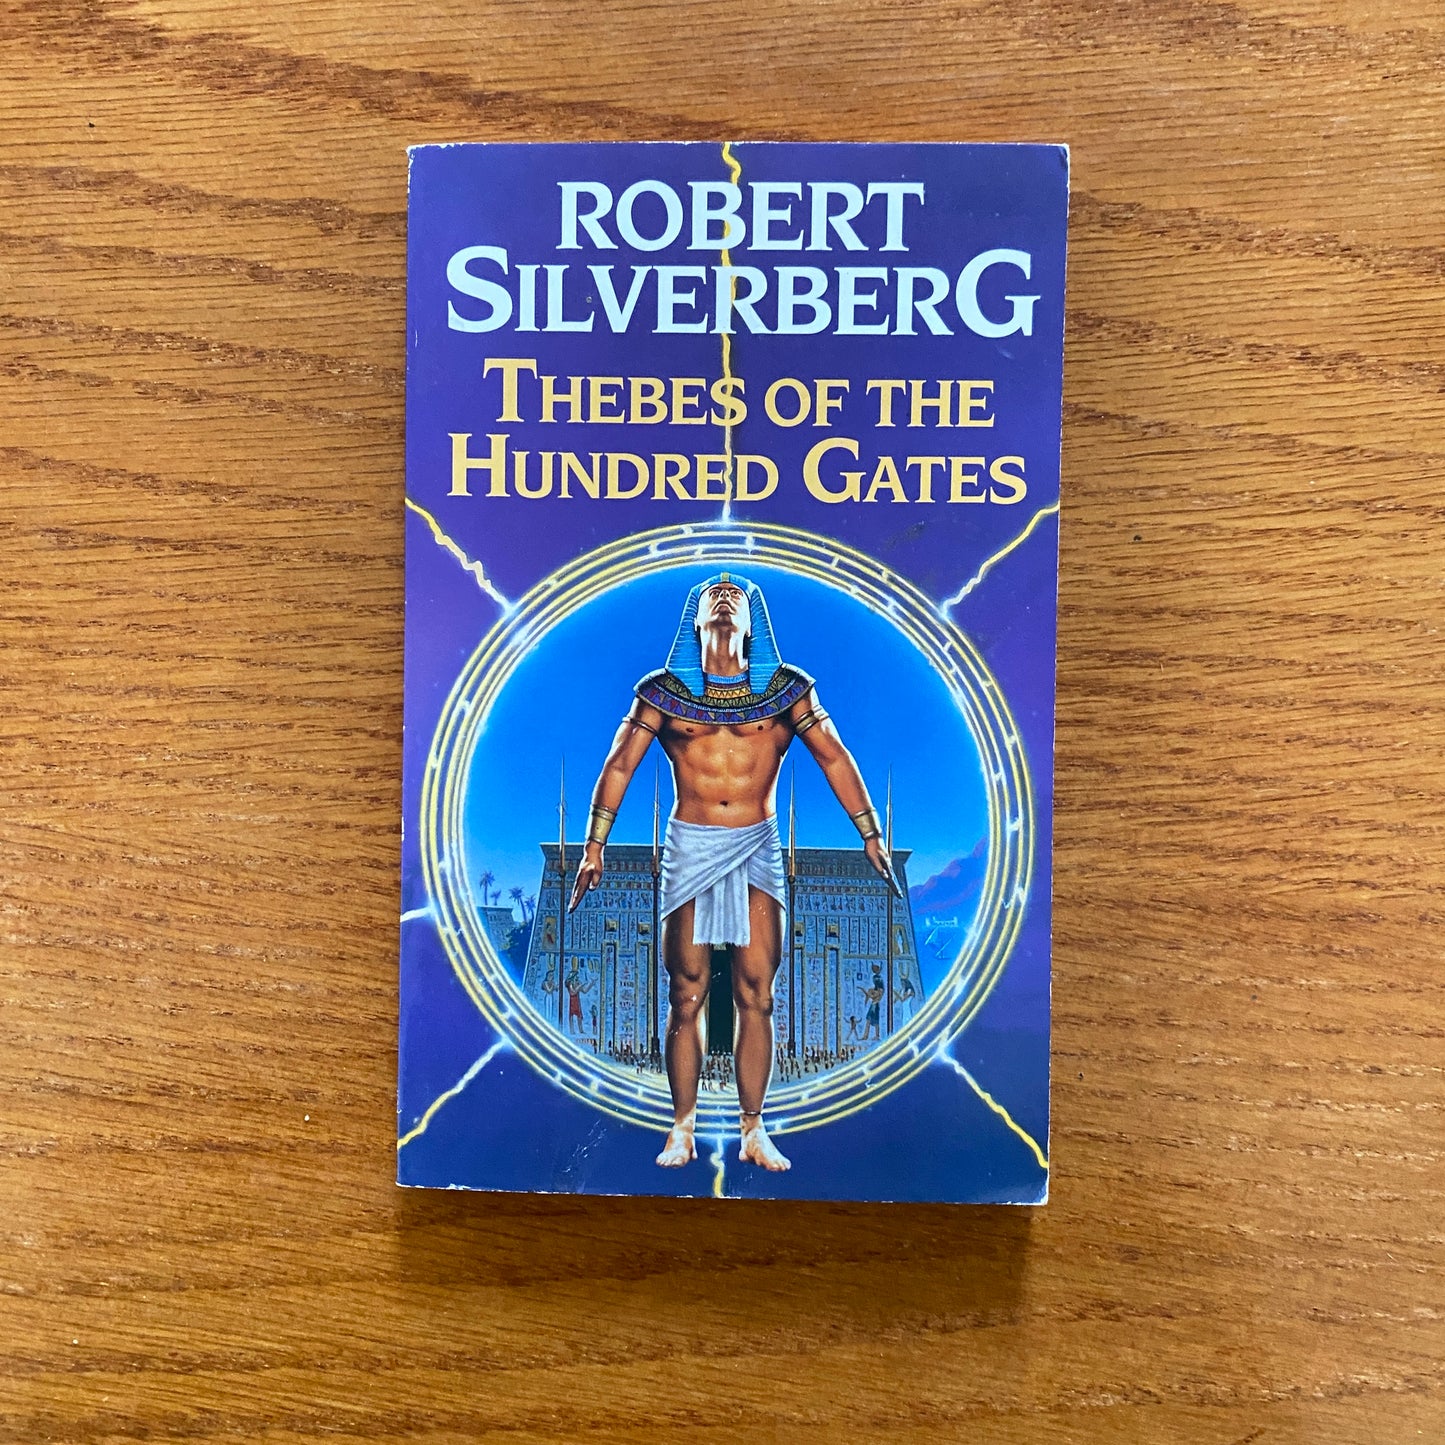 ROBERT
SILVERBERG
THEBES OF THE
HUNDRED GATES